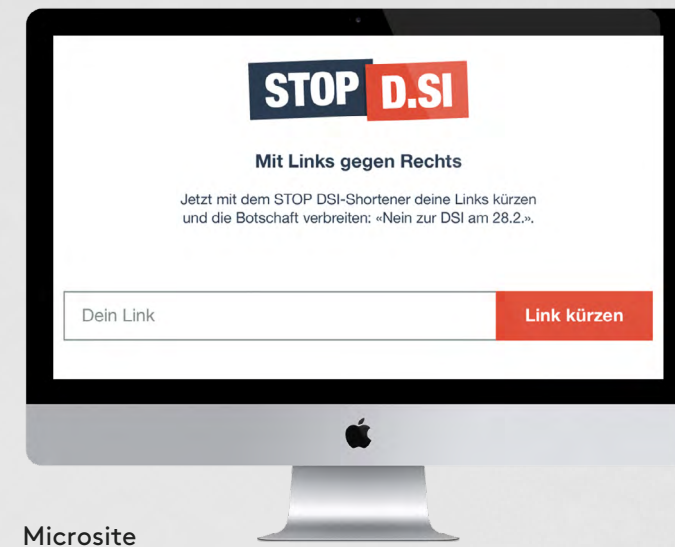 STOP D.SI
Mit Links gegen Rechts
Jetzt mit dem STOP DSI-Shortener deine Links kürzen
und die Botschaft verbreiten: «Nein zur DSI am 28.2.».
Dein Link
Link kürzen
Microsite